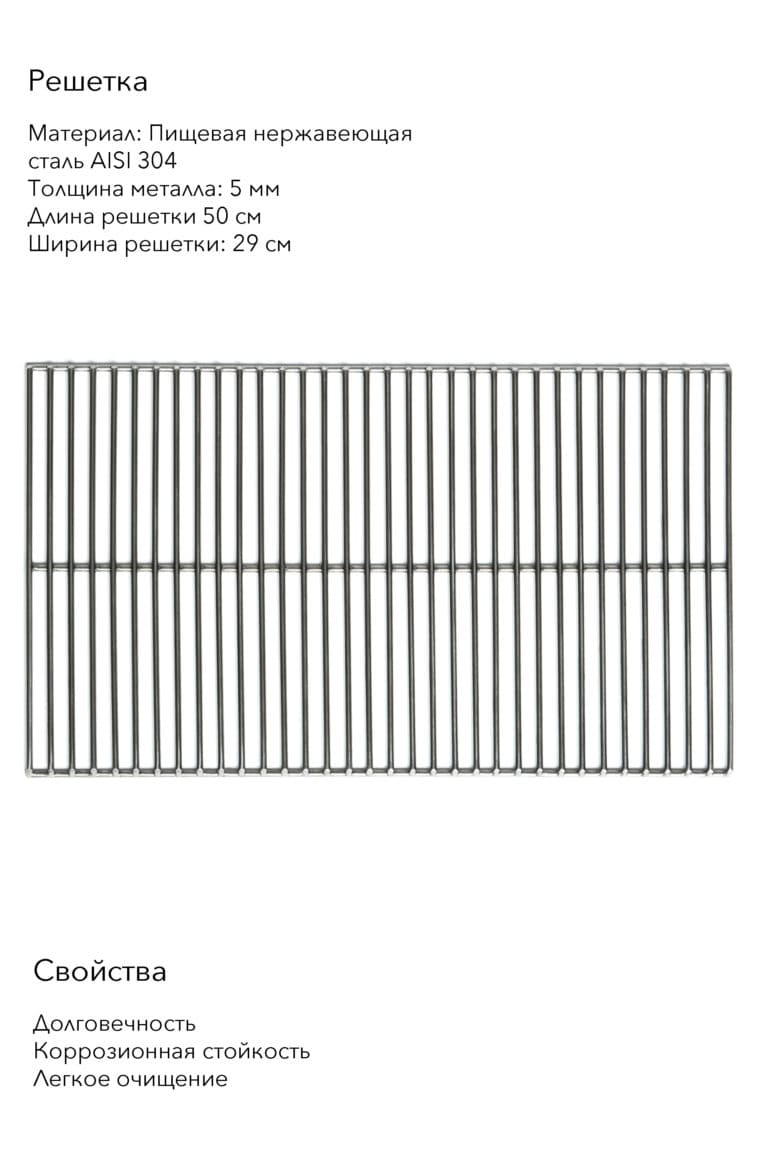 Решетка
Материал: Пищевая нержавеющая
сталь AISI 304
Толщина металла: 5 мм
Длина решетки 50 см
Ширина решетки: 29 см
Свойства
Долговечность
Коррозионная стойкость
Легкое очищение